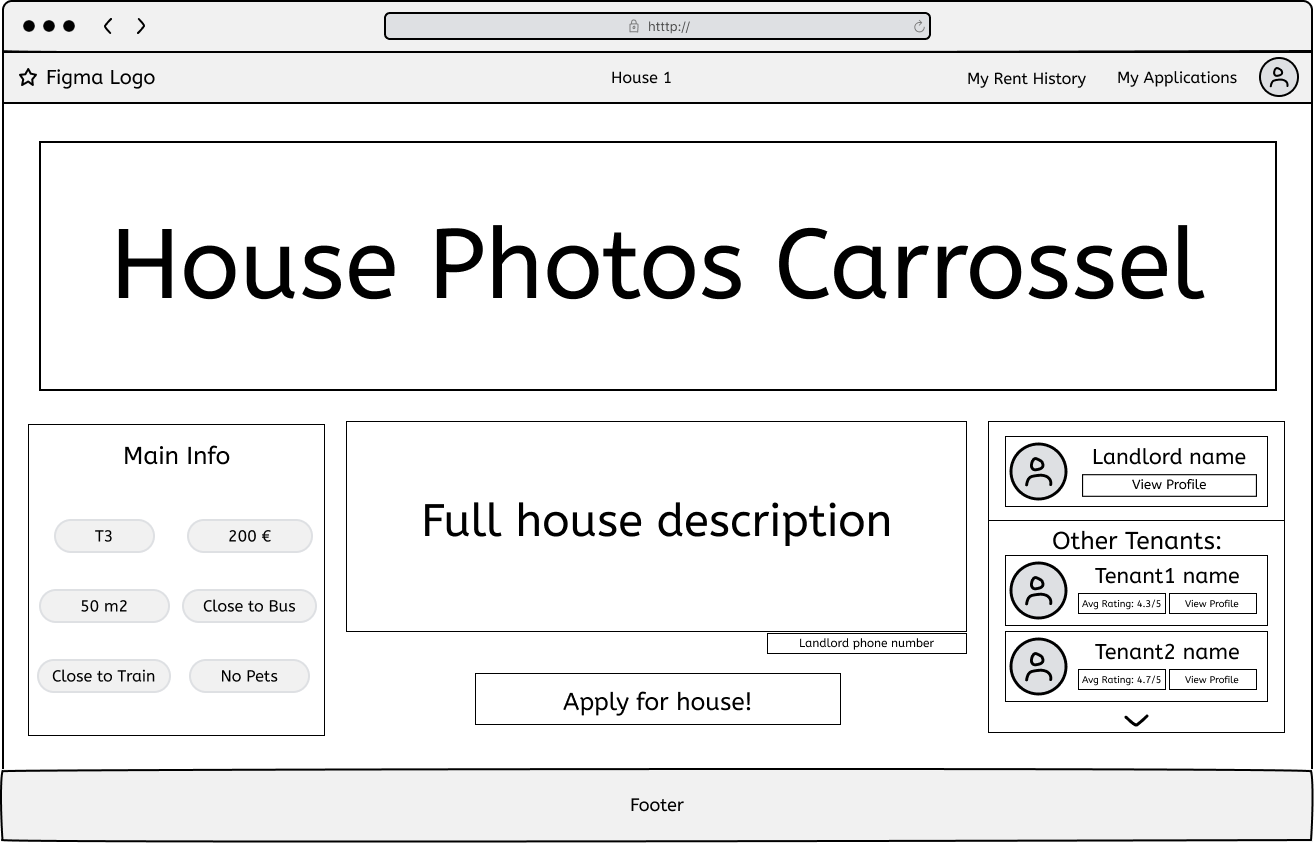 htttp://
Figma Logo
House 1
My Rent History
My Applications
House Photos Carrossel
Main Info
T3
200 €
50 m2
Close to Bus
Close to Train
No Pets
Full house description
Landlord phone number
Apply for house!
Landlord name
View Profile
Other Tenants:
Tenant1 name
Avg Rating: 4.3/5
View Profile
Tenant2 name
Avg Rating: 4.7/5
View Profile
Footer